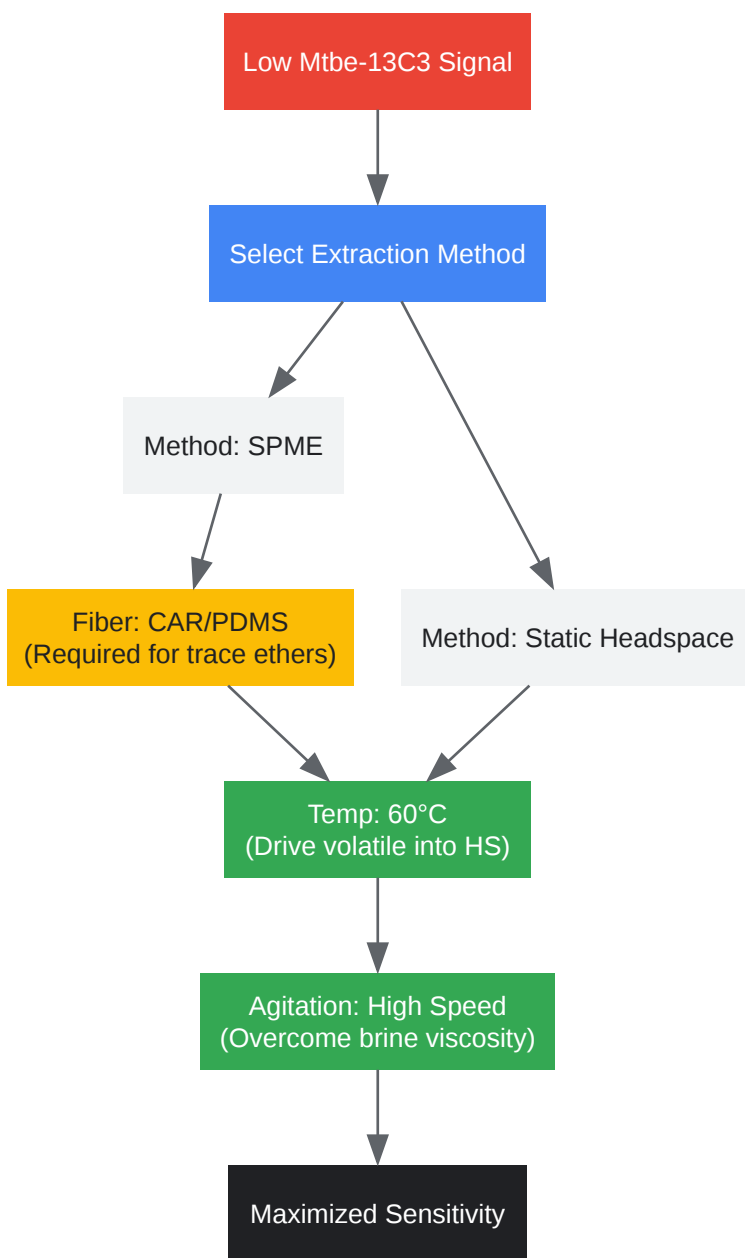 Low Mtbe-13C3 Signal
Select Extraction Method
Method: SPME
Fiber: CAR/PDMS
(Required for trace ethers)
Method: Static Headspace
Temp: 60°C
(Drive volatile into HS)
Agitation: High Speed
(Overcome brine viscosity)
Maximized Sensitivity